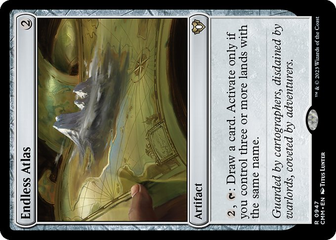 Endless Atlas 2
Artifact
2, T: Draw a card. Activate only if
you control three or more lands with
the same name.
Guarded by cartographers, disdained by
warlords, coveted by adventurers.
R 0947
CMM • EN Titus Lunter
™ & © 2023 Wizards of the Coast